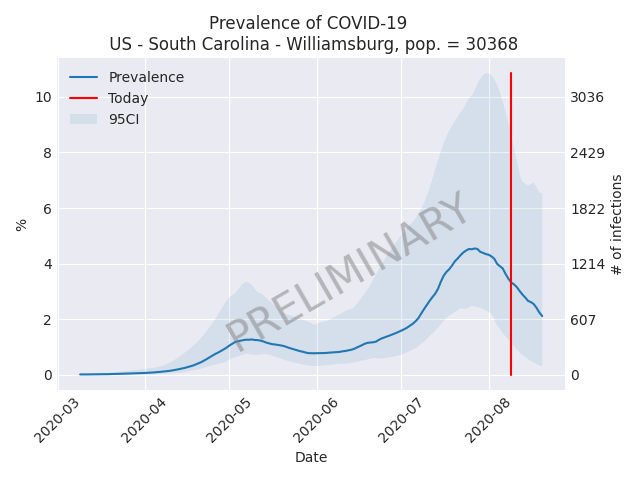 Prevalence of COVID-19
US - South Carolina - Williamsburg, pop. = 30368
Prevalence
Today
95CI
%
10
8
6
4
2
0
3036
2429
1822
1214
607
0
# of infections
PRELIMINARY
2020-03
2020-04
2020-05
2020-06
2020-07
2020-08
Date